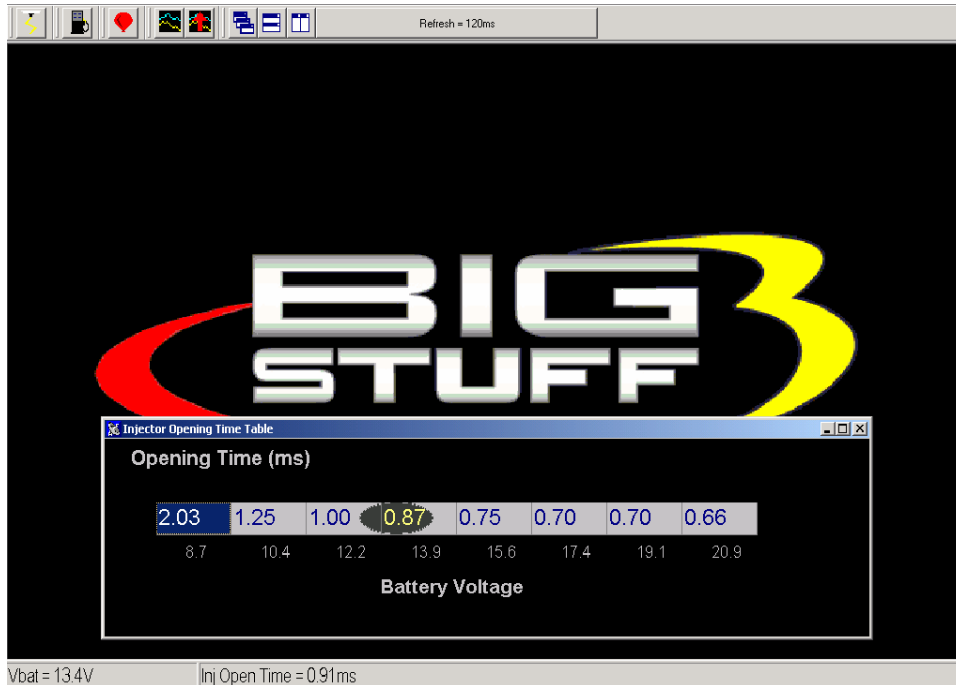 Refresh = 120ms
BIG 3
STUFF
Injector Opening Time Table
Opening Time (ms)
2.03 1.25 1.00 0.87 0.75 0.70 0.70 0.66
8.7 10.4 12.2 13.9 15.6 17.4 19.1 20.9
Battery Voltage
Vbat = 13.4V Inj Open Time = 0.91ms